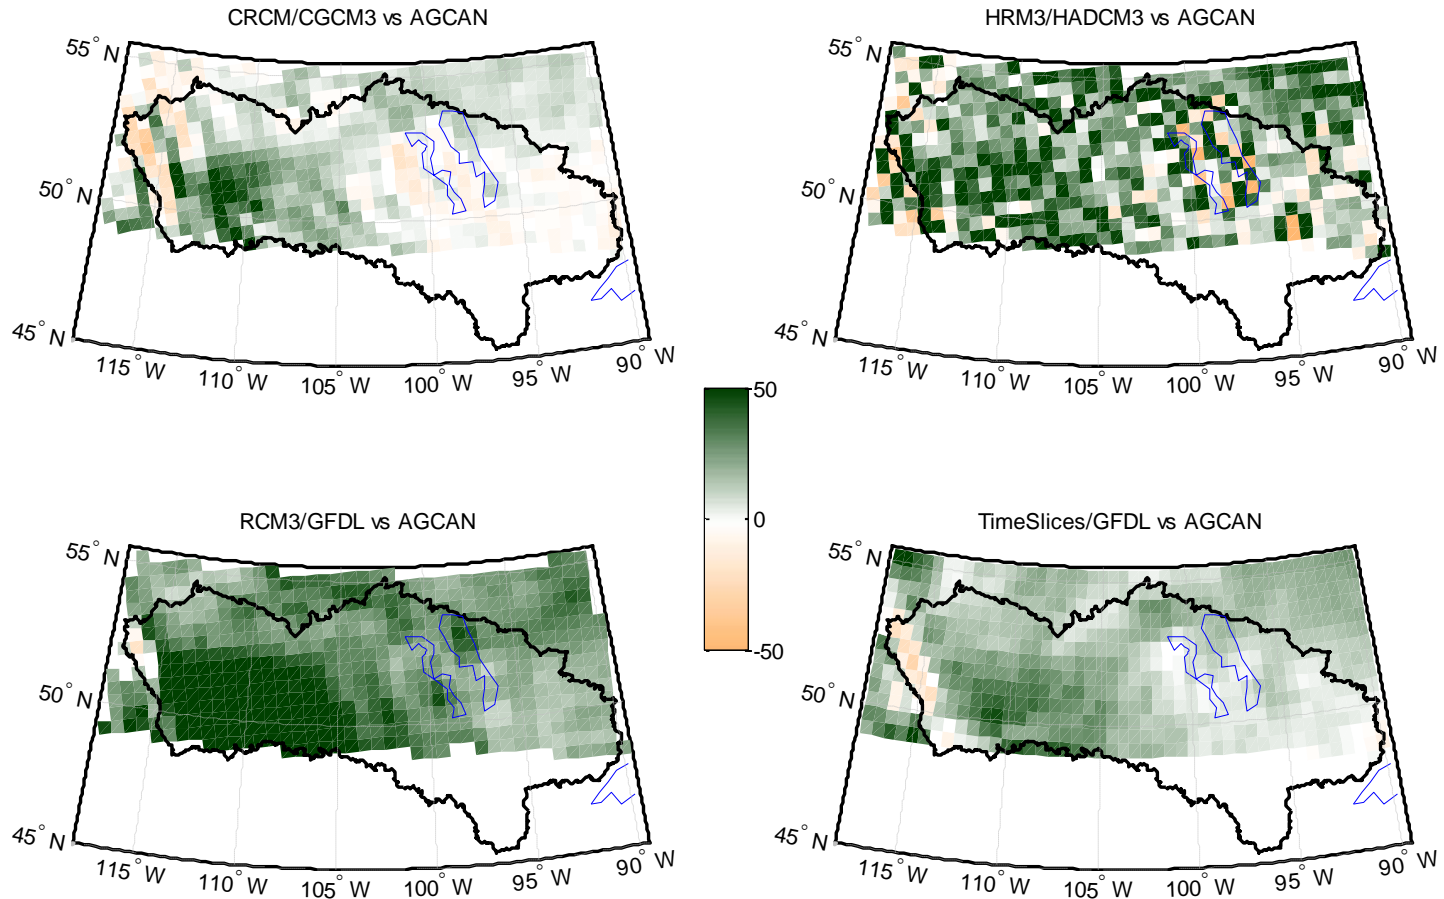 CRCM/CGCM3 vs AGCAN
55° N
50° N
45° N
115° W
110° W
105° W
100° W
95° W
90° W
HRM3/HADCM3 vs AGCAN
55° N
50° N
45° N
115° W
110° W
105° W
100° W
95° W
90° W
50
0
-50
RCM3/GFDL vs AGCAN
55° N
50° N
45° N
115° W
110° W
105° W
100° W
95° W
90° W
TimeSlices/GFDL vs AGCAN
55° N
50° N
45° N
115° W
110° W
105° W
100° W
95° W
90° W